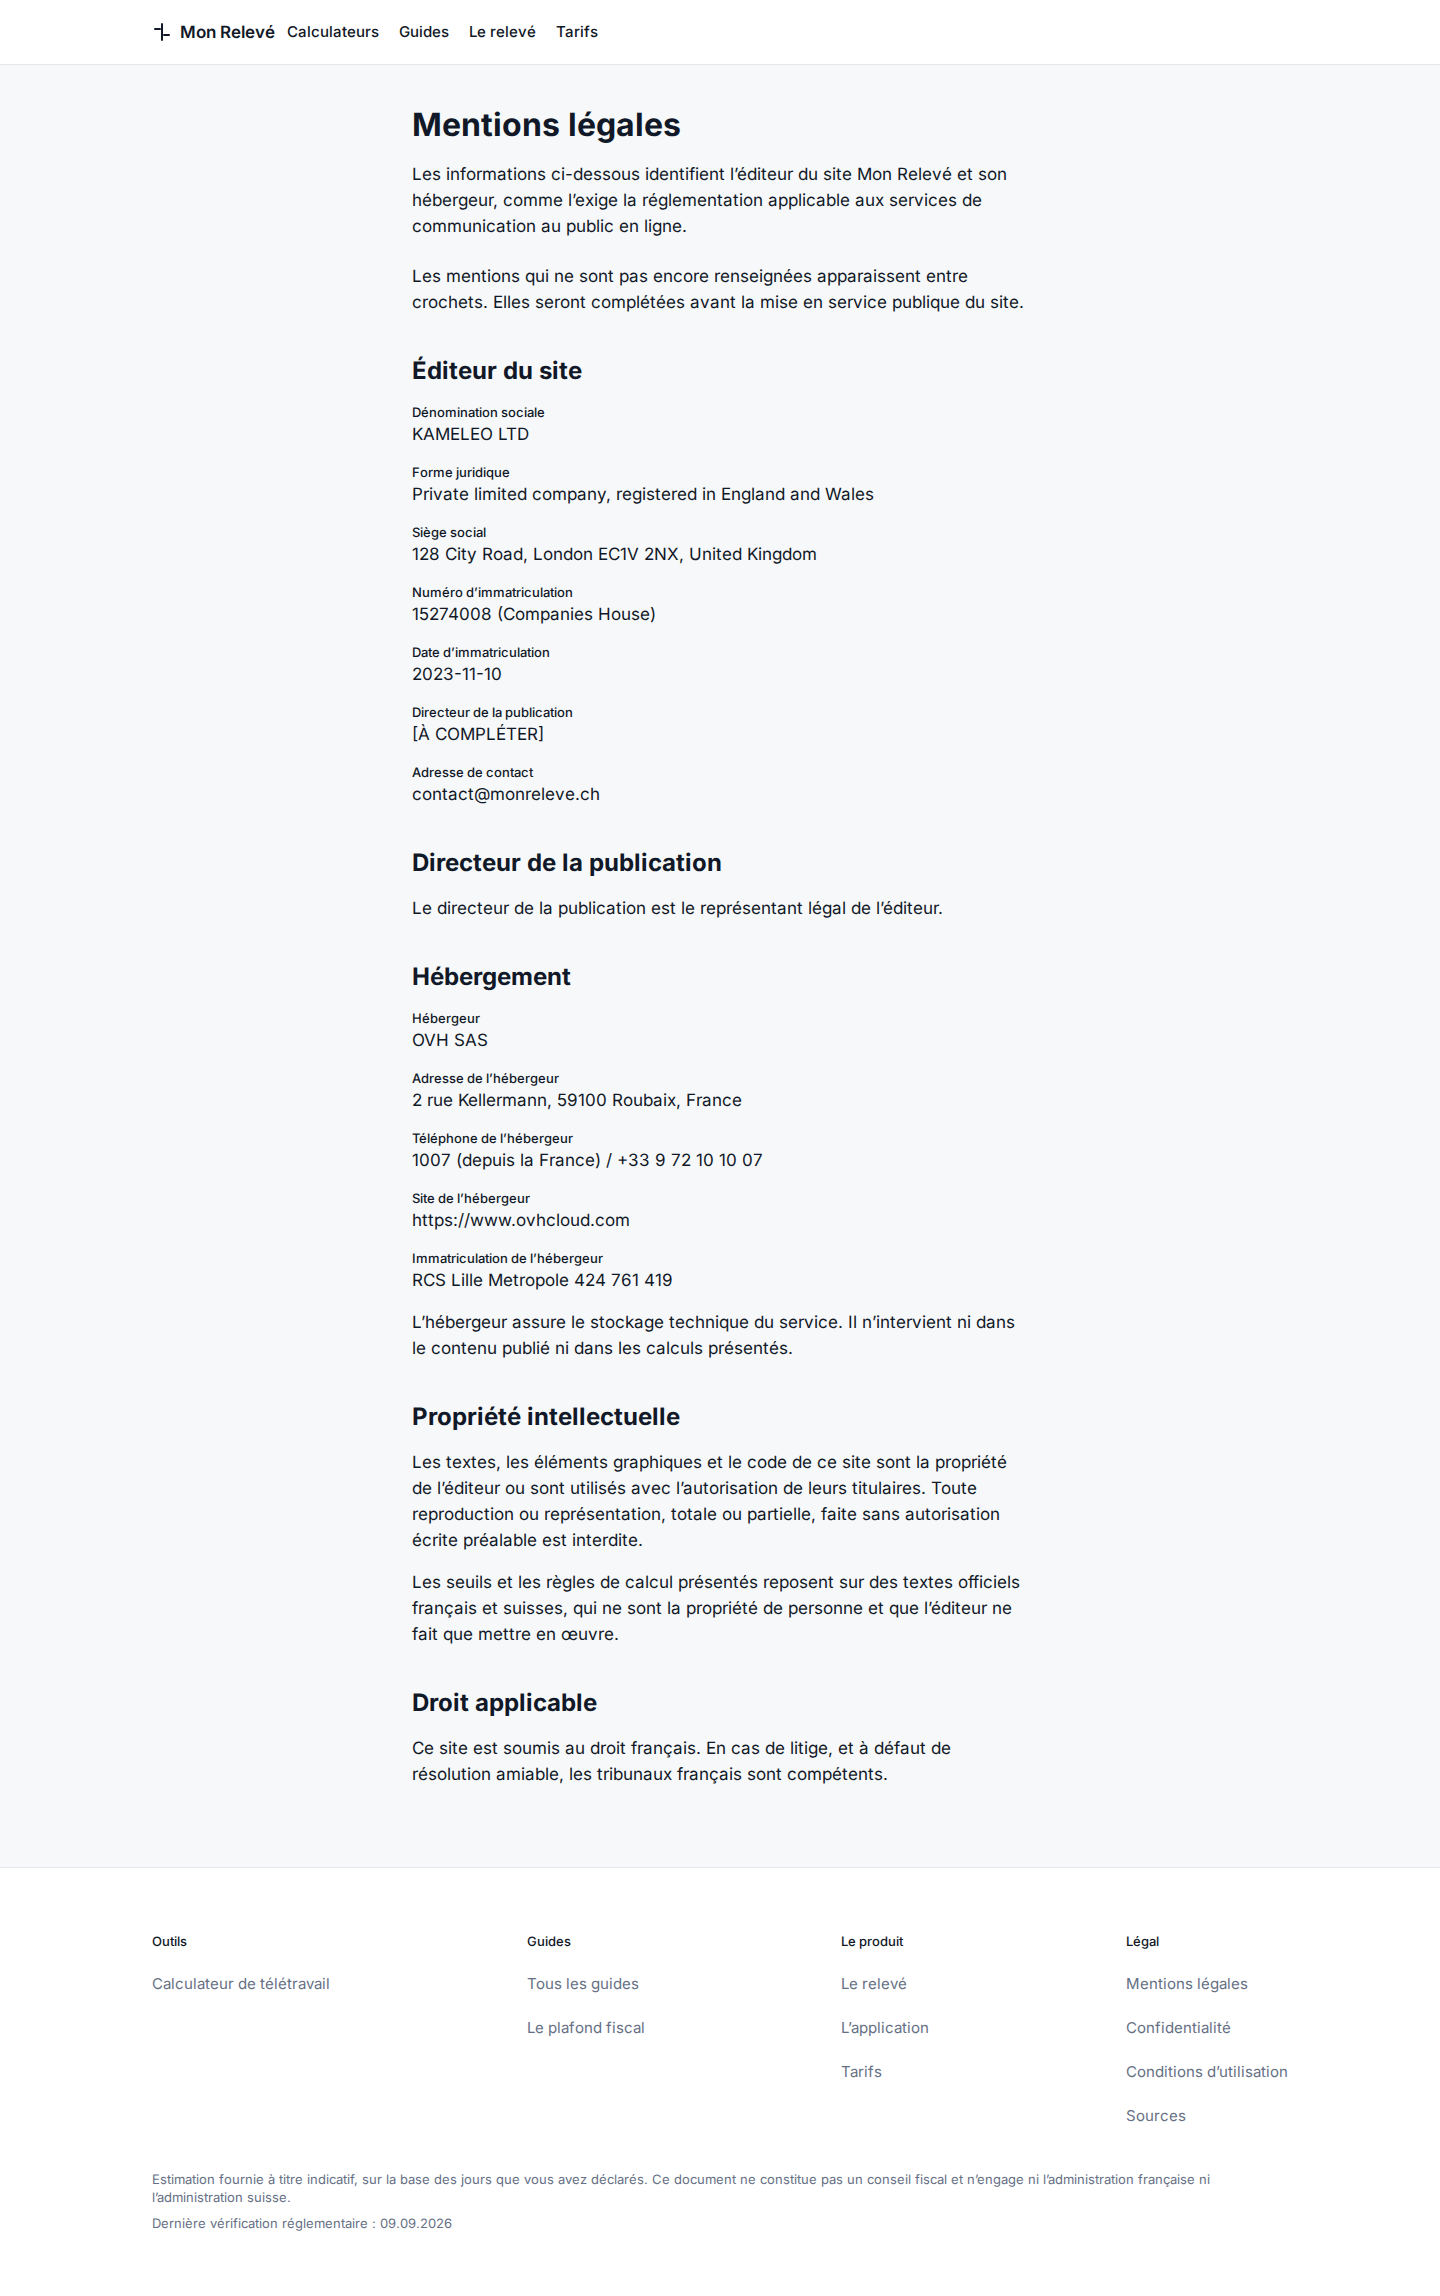 Mon Relevé Calculateurs Guides Le relevé Tarifs
Mentions légales
Les informations ci-dessous identifient l’éditeur du site Mon Relevé et son
hébergeur, comme l’exige la réglementation applicable aux services de
communication au public en ligne.
Les mentions qui ne sont pas encore renseignées apparaissent entre
crochets. Elles seront complétées avant la mise en service publique du site.
Éditeur du site
Dénomination sociale
KAMELEO LTD
Forme juridique
Private limited company, registered in England and Wales
Siège social
128 City Road, London EC1V 2NX, United Kingdom
Numéro d’immatriculation
15274008 (Companies House)
Date d’immatriculation
2023-11-10
Directeur de la publication
[À COMPLÉTER]
Adresse de contact
contact@monreleve.ch
Directeur de la publication
Le directeur de la publication est le représentant légal de l’éditeur.
Hébergement
Hébergeur
OVH SAS
Adresse de l’hébergeur
2 rue Kellermann, 59100 Roubaix, France
Téléphone de l’hébergeur
1007 (depuis la France) / +33 9 72 10 10 07
Site de l’hébergeur
https://www.ovhcloud.com
Immatriculation de l’hébergeur
RCS Lille Metropole 424 761 419
L’hébergeur assure le stockage technique du service. Il n’intervient ni dans
le contenu publié ni dans les calculs présentés.
Propriété intellectuelle
Les textes, les éléments graphiques et le code de ce site sont la propriété
de l’éditeur ou sont utilisés avec l’autorisation de leurs titulaires. Toute
reproduction ou représentation, totale ou partielle, faite sans autorisation
écrite préalable est interdite.
Les seuils et les règles de calcul présentés reposent sur des textes officiels
français et suisses, qui ne sont la propriété de personne et que l’éditeur ne
fait que mettre en œuvre.
Droit applicable
Ce site est soumis au droit français. En cas de litige, et à défaut de
résolution amiable, les tribunaux français sont compétents.
Outils
Calculateur de télétravail
Guides
Tous les guides
Le plafond fiscal
Le produit
Le relevé
L’application
Tarifs
Légal
Mentions légales
Confidentialité
Conditions d’utilisation
Sources
Estimation fournie à titre indicatif, sur la base des jours que vous avez déclarés. Ce document ne constitue pas un conseil fiscal et n’engage ni l’administration française ni
l’administration suisse.
Dernière vérification réglementaire : 09.09.2026